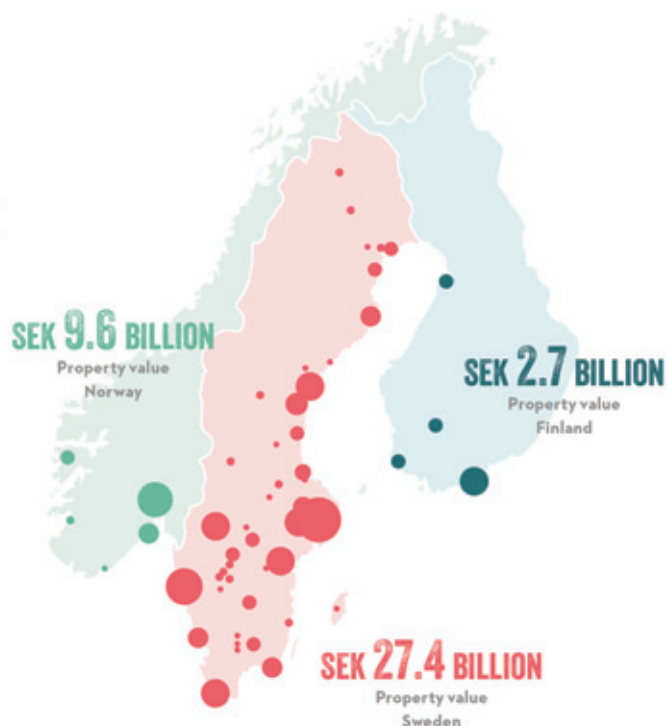 SEK 9.6 BILLION
Property value
Norway
SEK 2.7 BILLION
Property value
Finland
SEK 27.4 BILLION
Property value
Sweden